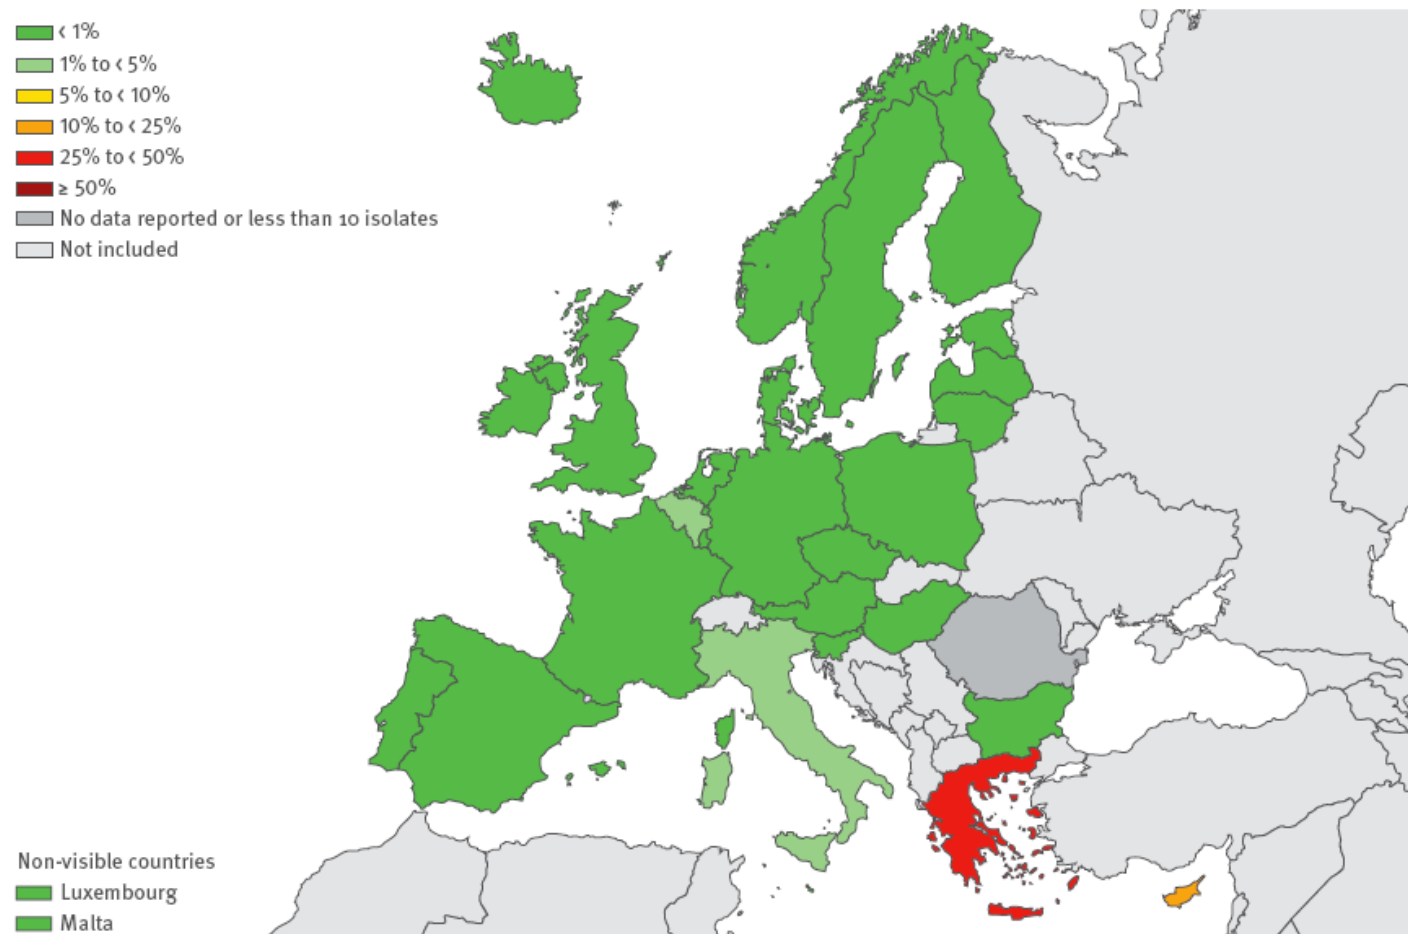 < 1%
1% to < 5%
5% to < 10%
10% to < 25%
25% to < 50%
≥ 50%
No data reported or less than 10 isolates
Not included
Non-visible countries
Luxembourg
Malta